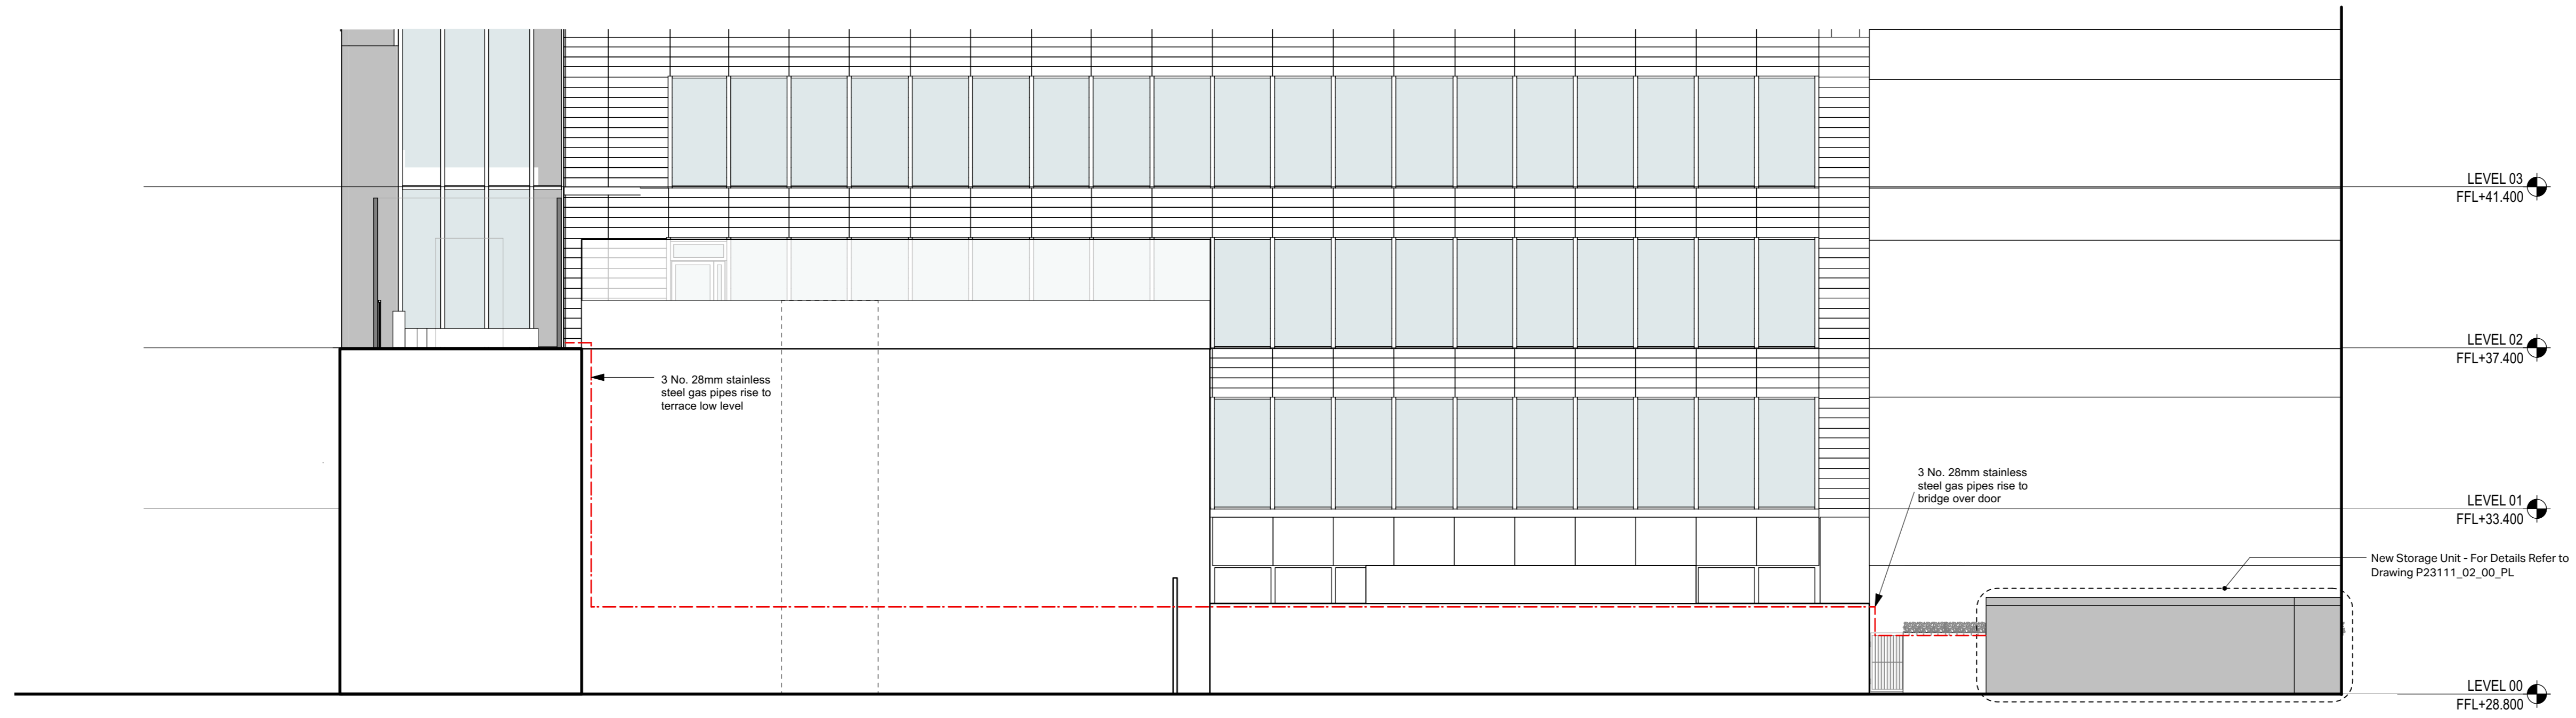 LEVEL 03
FFL+41.400
LEVEL 02
FFL+37.400
3 No. 28mm stainless
steel gas pipes rise to
terrace low level
3 No. 28mm stainless
steel gas pipes rise to
bridge over door
LEVEL 01
FFL+33.400
New Storage Unit - For Details Refer to
Drawing P23111_02_00_PL
LEVEL 00
FFL+28.800